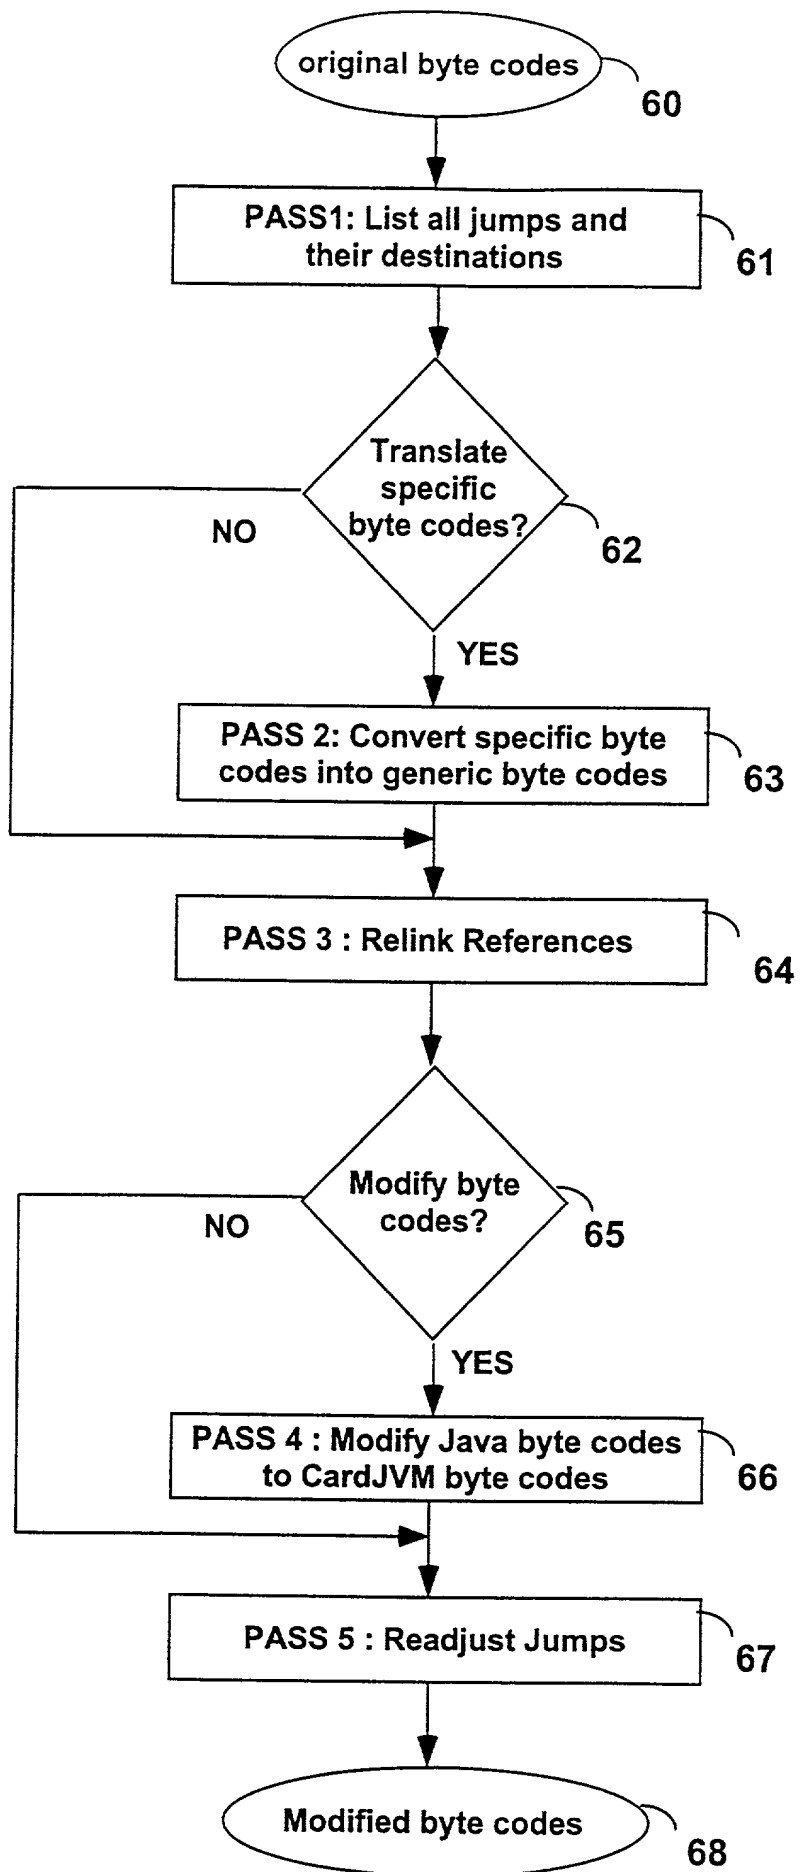 original byte codes
60
PASS1: List all jumps and
their destinations
61
Translate
specific
byte codes?
62
NO
YES
PASS 2: Convert specific byte
codes into generic byte codes
63
PASS 3 : Relink References
64
Modify byte
codes?
65
NO
YES
PASS 4 : Modify Java byte codes
to CardJVM byte codes
66
PASS 5 : Readjust Jumps
67
Modified byte codes
68